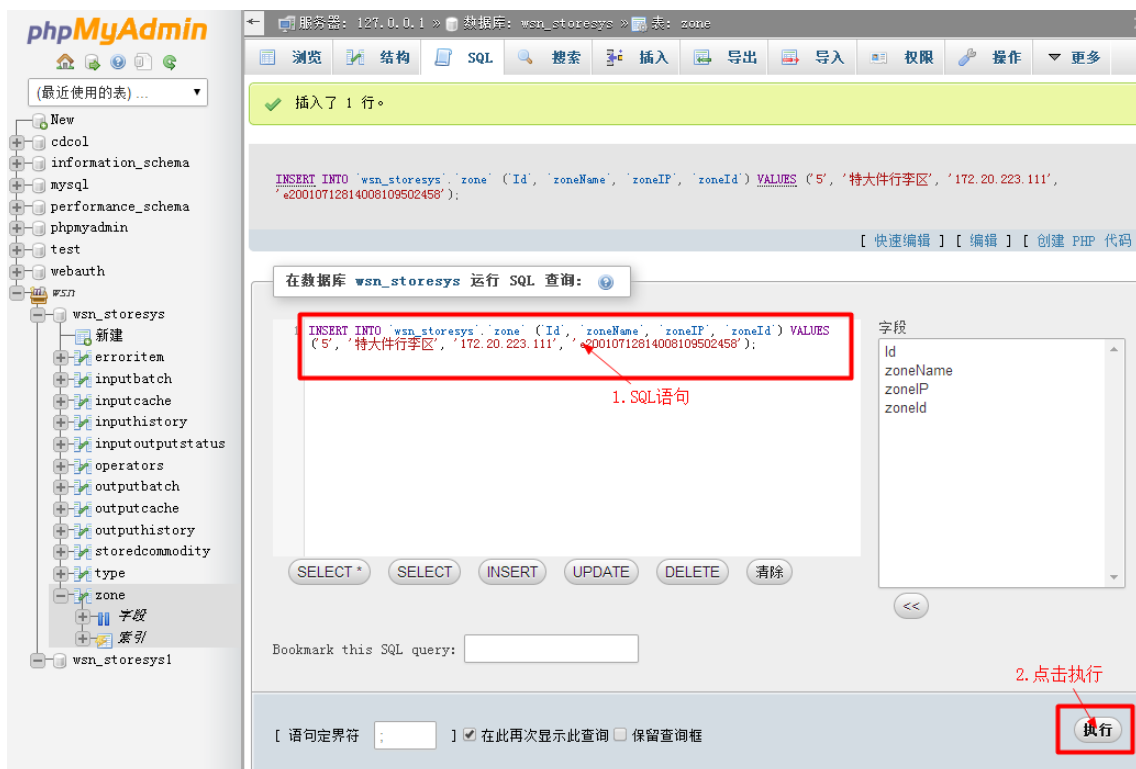 phpMyAdmin
(最近使用的表) ...
New
cdcol
information_schema
mysql
performance_schema
phpmyadmin
test
webauth
wsn
wsn_storesys
新建
erroritem
inputbatch
inputcache
inputhistory
inputoutputstatus
operators
outputbatch
outputcache
outputhistory
storedcommodity
type
zone
字段
索引
wsn_storesys1
服务器: 127.0.0.1 » 数据库: wsn_storesys » 表: zone
浏览 结构 SQL 搜索 插入 导出 导入 权限 操作 更多
插入了 1 行。
INSERT INTO `wsn_storesys`.`zone` (`Id`, `zoneName`, `zoneIP`, `zoneId`) VALUES ('5', '特大件行李区', '172.20.223.111',
' e20010712814008109502458');
[ 快速编辑 ] [ 编辑 ] [ 创建 PHP 代码
在数据库 wsn_storesys 运行 SQL 查询:
1 INSERT INTO `wsn_storesys`.`zone` (`Id`, `zoneName`, `zoneIP`, `zoneId`) VALUES
('5', '特大件行李区', '172.20.223.111', ' e20010712814008109502458');
1.SQL语句
SELECT * SELECT INSERT UPDATE DELETE 清除
字段
Id
zoneName
zoneIP
zoneId
<<
Bookmark this SQL query:
2.点击执行
[ 语句定界符 ; ] 在此再次显示此查询 保留查询框
执行